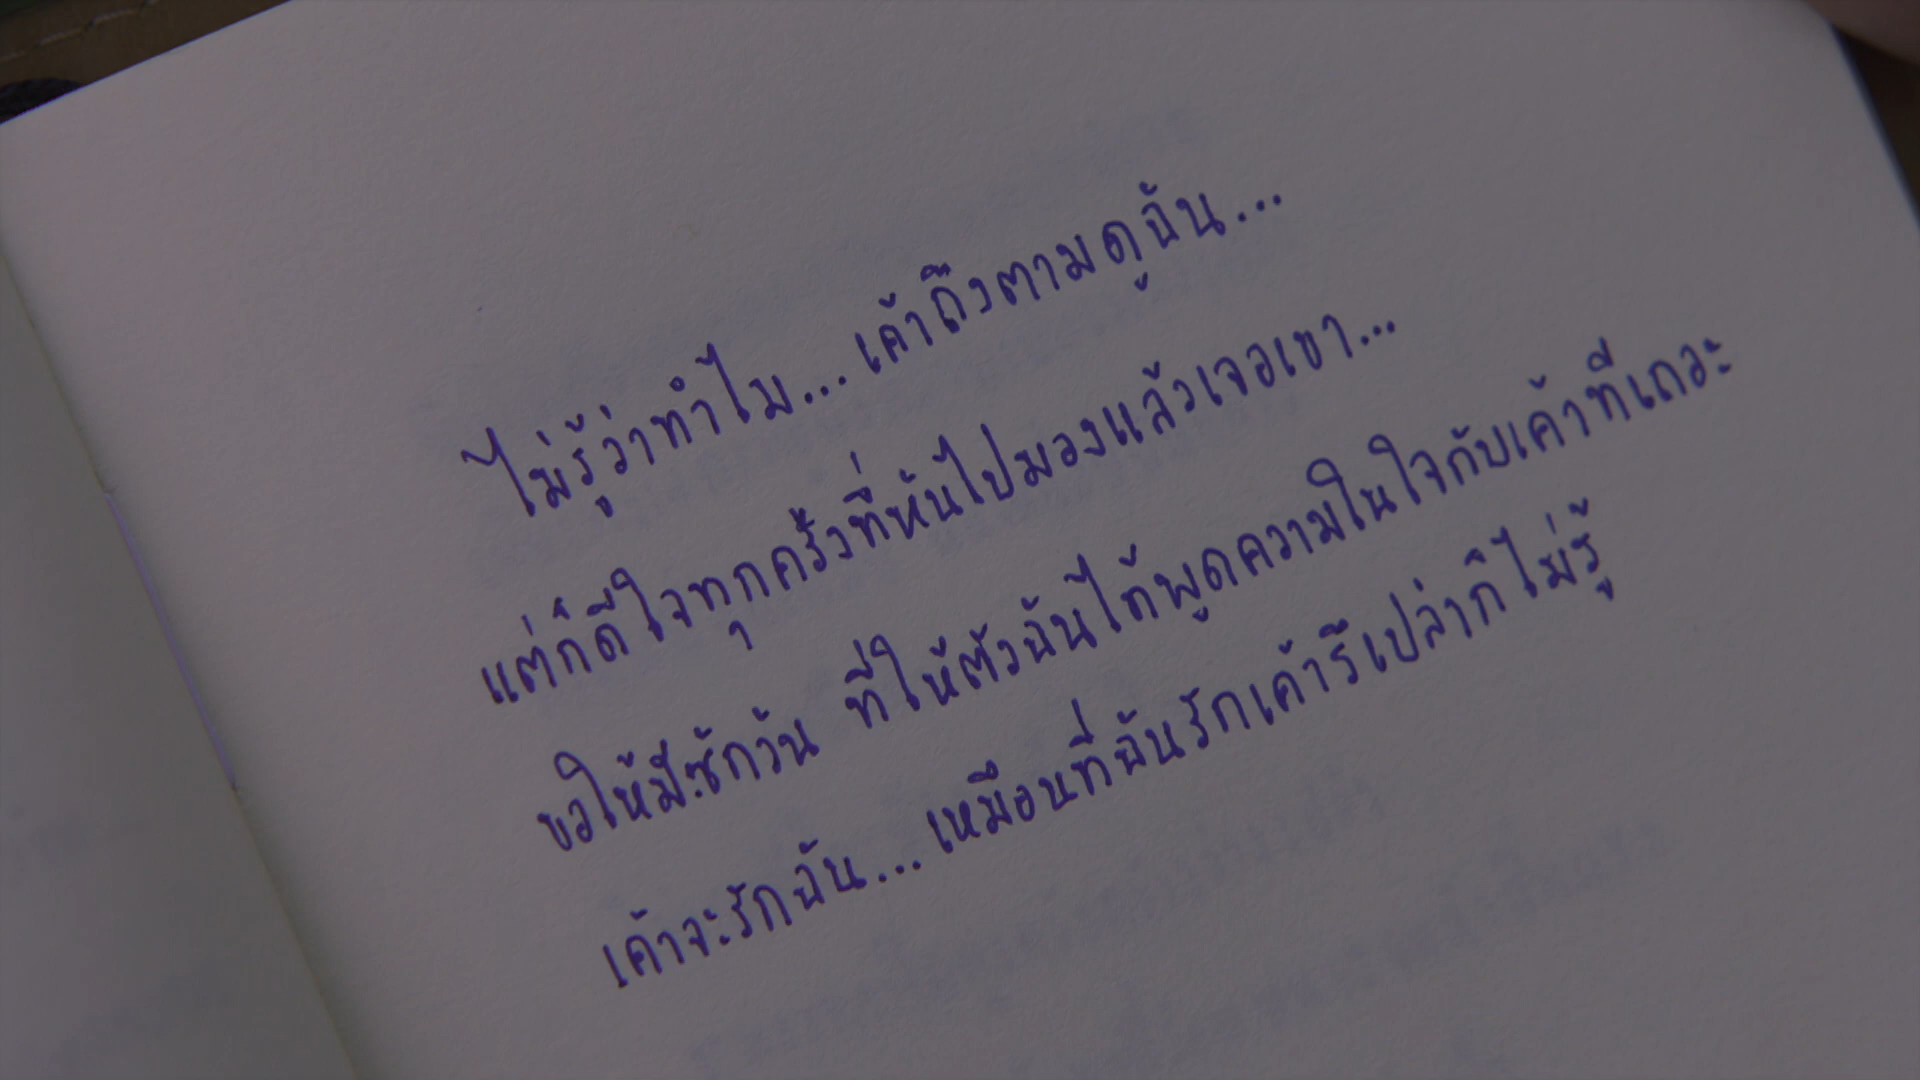 ไม่รู้ว่าทำไม...เค้าถึงตามดูฉัน...
แต่ก็ดีใจทุกครั้งที่หันไปมองแล้วเจอเขา...
ขอให้มีซักวัน ที่ให้ตัวฉันได้พูดความในใจกับเค้าทีเถอะ
เค้าจะรักฉัน...เหมือนที่ฉันรักเค้ารึเปล่าก็ไม่รู้